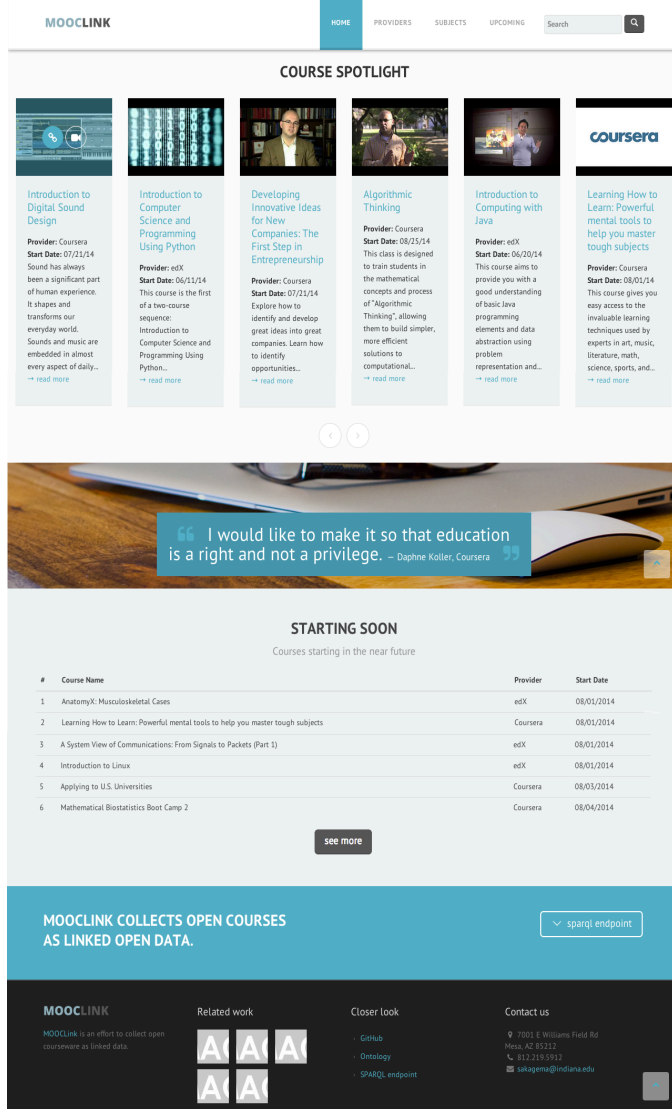 MOOCLINK
HOME
PROVIDERS
SUBJECTS
UPCOMING
Search
COURSE SPOTLIGHT
Introduction to
Digital Sound
Design
Provider: Coursera
Start Date: 07/21/14
Sound has always
been a significant part
of human experience.
It shapes and
transforms our
everyday world.
Sounds and music are
embedded in almost
every aspect of daily...
→ read more
Introduction to
Computer
Science and
Programming
Using Python
Provider: edX
Start Date: 06/11/14
This course is the first
of a two-course
sequence:
Introduction to
Computer Science and
Programming Using
Python...
→ read more
Developing
Innovative Ideas
for New
Companies: The
First Step in
Entrepreneurship
Provider: Coursera
Start Date: 07/21/14
Explore how to
identify and develop
great ideas into great
companies. Learn how
to identify
opportunities...
→ read more
Algorithmic
Thinking
Provider: Coursera
Start Date: 08/25/14
This class is designed
to train students in
the mathematical
concepts and process
of "Algorithmic
Thinking", allowing
them to build simpler,
more efficient
solutions to
computational...
→ read more
Introduction to
Computing with
Java
Provider: edX
Start Date: 06/20/14
This course aims to
provide you with a
good understanding
of basic Java
programming
elements and data
abstraction using
problem
representation and...
→ read more
coursera
Learning How to
Learn: Powerful
mental tools to
help you master
tough subjects
Provider: Coursera
Start Date: 08/01/14
This course gives you
easy access to the
invaluable learning
techniques used by
experts in art, music,
literature, math,
science, sports, and...
→ read more
“ I would like to make it so that education
is a right and not a privilege. – Daphne Koller, Coursera ”
STARTING SOON
Courses starting in the near future
# Course Name Provider Start Date
1 AnatomyX: Musculoskeletal Cases edX 08/01/2014
2 Learning How to Learn: Powerful mental tools to help you master tough subjects Coursera 08/01/2014
3 A System View of Communications: From Signals to Packets (Part 1) edX 08/01/2014
4 Introduction to Linux edX 08/01/2014
5 Applying to U.S. Universities Coursera 08/03/2014
6 Mathematical Biostatistics Boot Camp 2 Coursera 08/04/2014
see more
MOOCLINK COLLECTS OPEN COURSES
AS LINKED OPEN DATA.
sparql endpoint
MOOCLINK
MOOCLink is an effort to collect open
courseware as linked data.
Related work
Closer look
› GitHub
› Ontology
› SPARQL endpoint
Contact us
7001 E Williams Field Rd
Mesa, AZ 85212
812.219.5912
sakagema@indiana.edu